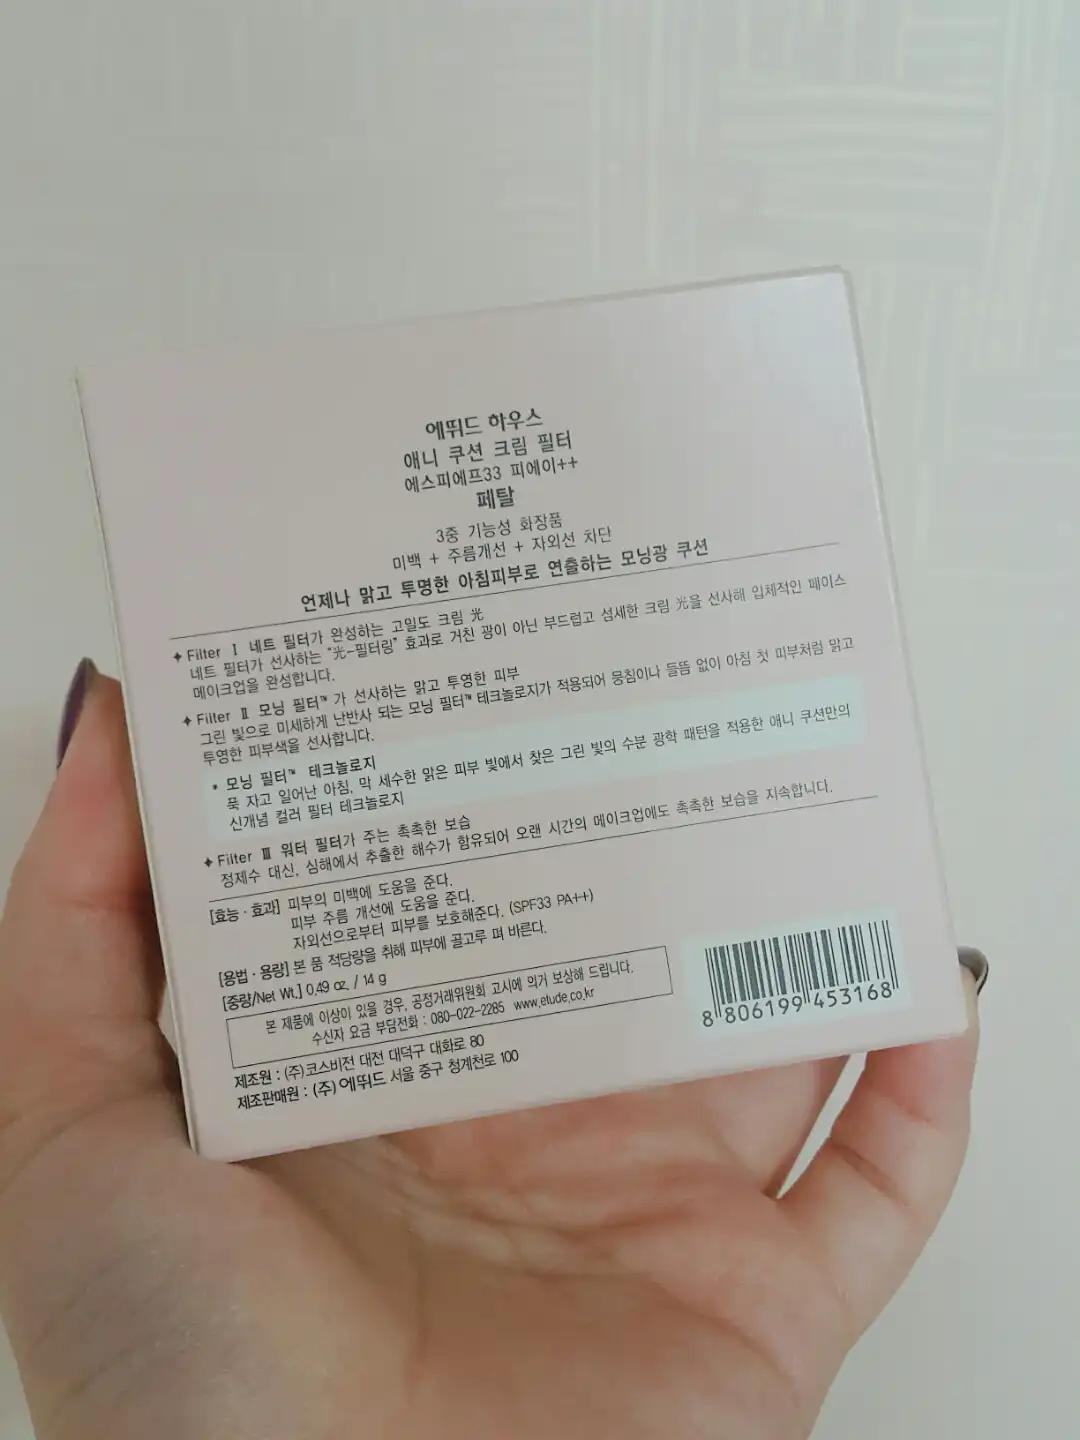 에뛰드 하우스
애니 쿠션 크림 필터
에스피에프33 피에이++
페탈
3중 기능성 화장품
미백 + 주름개선 + 자외선 차단
언제나 맑고 투명한 아침피부로 연출하는 모닝광 쿠션
✦ Filter Ⅰ 네트 필터가 완성하는 고밀도 크림 光
네트 필터가 선사하는 “光-필터링” 효과로 거친 광이 아닌 부드럽고 섬세한 크림 光을 선사해 입체적인 페이스
메이크업을 완성합니다.
✦ Filter Ⅱ 모닝 필터™가 선사하는 맑고 투영한 피부
그린 빛으로 미세하게 난반사 되는 모닝 필터™ 테크놀로지가 적용되어 뭉침이나 들뜸 없이 아침 첫 피부처럼 맑고
투영한 피부색을 선사합니다.
* 모닝 필터™ 테크놀로지
푹 자고 일어난 아침, 막 세수한 맑은 피부 빛에서 찾은 그린 빛의 수분 광학 패턴을 적용한 애니 쿠션만의
신개념 컬러 필터 테크놀로지
✦ Filter Ⅲ 워터 필터가 주는 촉촉한 보습
정제수 대신, 심해에서 추출한 해수가 함유되어 오랜 시간의 메이크업에도 촉촉한 보습을 지속합니다.
[효능·효과] 피부의 미백에 도움을 준다.
피부 주름 개선에 도움을 준다.
자외선으로부터 피부를 보호해준다. (SPF33 PA++)
[용법·용량] 본 품 적당량을 취해 피부에 골고루 펴 바른다.
[중량/Net Wt.] 0.49 oz. / 14 g
본 제품에 이상이 있을 경우, 공정거래위원회 고시에 의거 보상해 드립니다.
수신자 요금 부담전화 : 080-022-2285 www.etude.co.kr
제조원 : (주)코스비전 대전 대덕구 대화로 80
제조판매원 : (주)에뛰드 서울 중구 청계천로 100
8 806199 453168